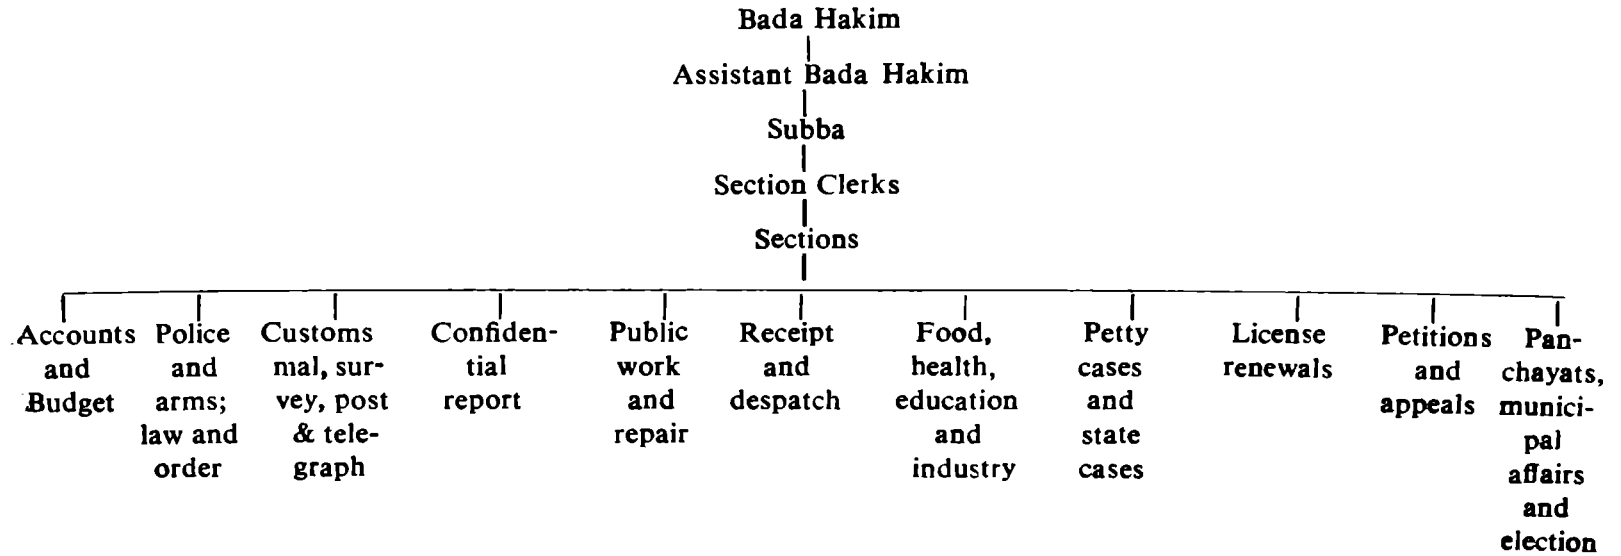 Bada Hakim
Assistant Bada Hakim
Subba
Section Clerks
Sections
Accounts
and
Budget
Police
and
arms;
law and
order
Customs
mal, sur-
vey, post
& tele-
graph
Confiden-
tial
report
Public
work
and
repair
Receipt
and
despatch
Food,
health,
education
and
industry
Petty
cases
and
state
cases
License
renewals
Petitions
and
appeals
Pan-
chayats,
munici-
pal
affairs
and
election